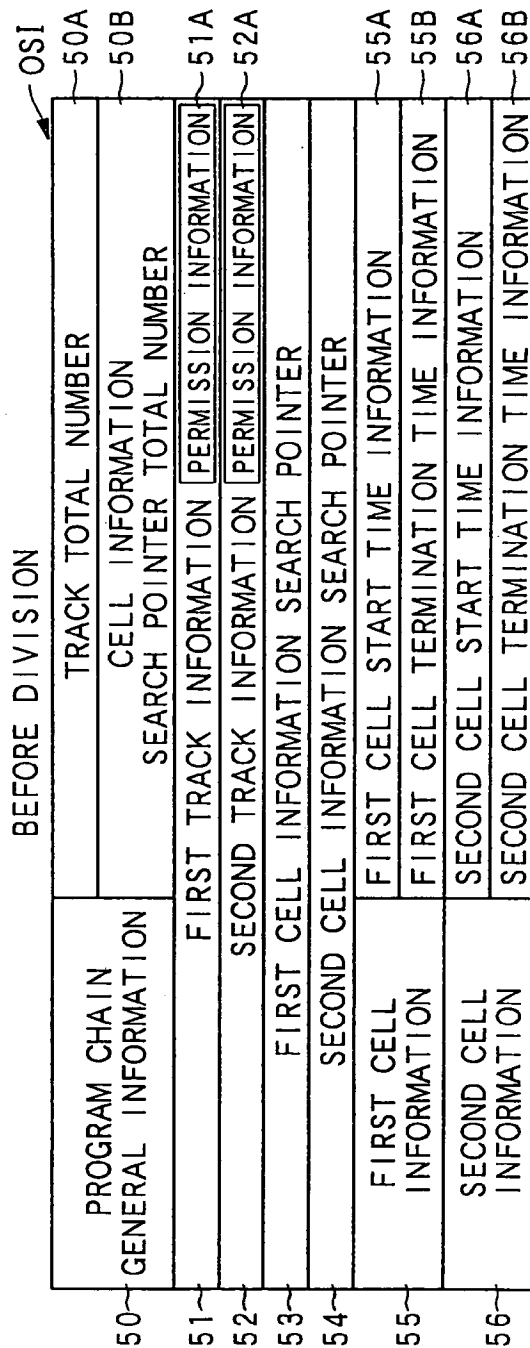 BEFORE DIVISION
OSI
50
PROGRAM CHAIN
GENERAL INFORMATION
TRACK TOTAL NUMBER
50A
CELL INFORMATION
SEARCH POINTER TOTAL NUMBER
50B
51
FIRST TRACK INFORMATION
PERMISSION INFORMATION
51A
52
SECOND TRACK INFORMATION
PERMISSION INFORMATION
52A
53
FIRST CELL INFORMATION SEARCH POINTER
54
SECOND CELL INFORMATION SEARCH POINTER
55
FIRST CELL
INFORMATION
FIRST CELL START TIME INFORMATION
55A
FIRST CELL TERMINATION TIME INFORMATION
55B
56
SECOND CELL
INFORMATION
SECOND CELL START TIME INFORMATION
56A
SECOND CELL TERMINATION TIME INFORMATION
56B